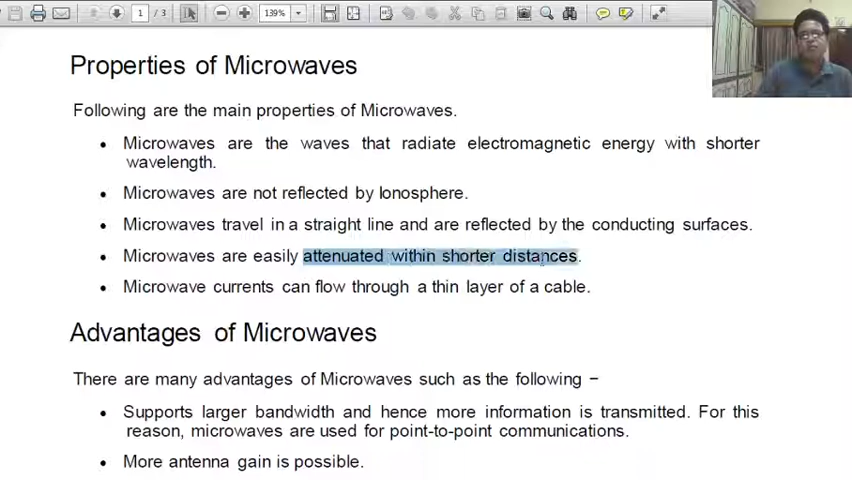 1 / 3
139%
Properties of Microwaves
Following are the main properties of Microwaves.
• Microwaves are the waves that radiate electromagnetic energy with shorter
wavelength.
• Microwaves are not reflected by Ionosphere.
• Microwaves travel in a straight line and are reflected by the conducting surfaces.
• Microwaves are easily attenuated within shorter distances.
• Microwave currents can flow through a thin layer of a cable.
Advantages of Microwaves
There are many advantages of Microwaves such as the following −
• Supports larger bandwidth and hence more information is transmitted. For this
reason, microwaves are used for point-to-point communications.
• More antenna gain is possible.